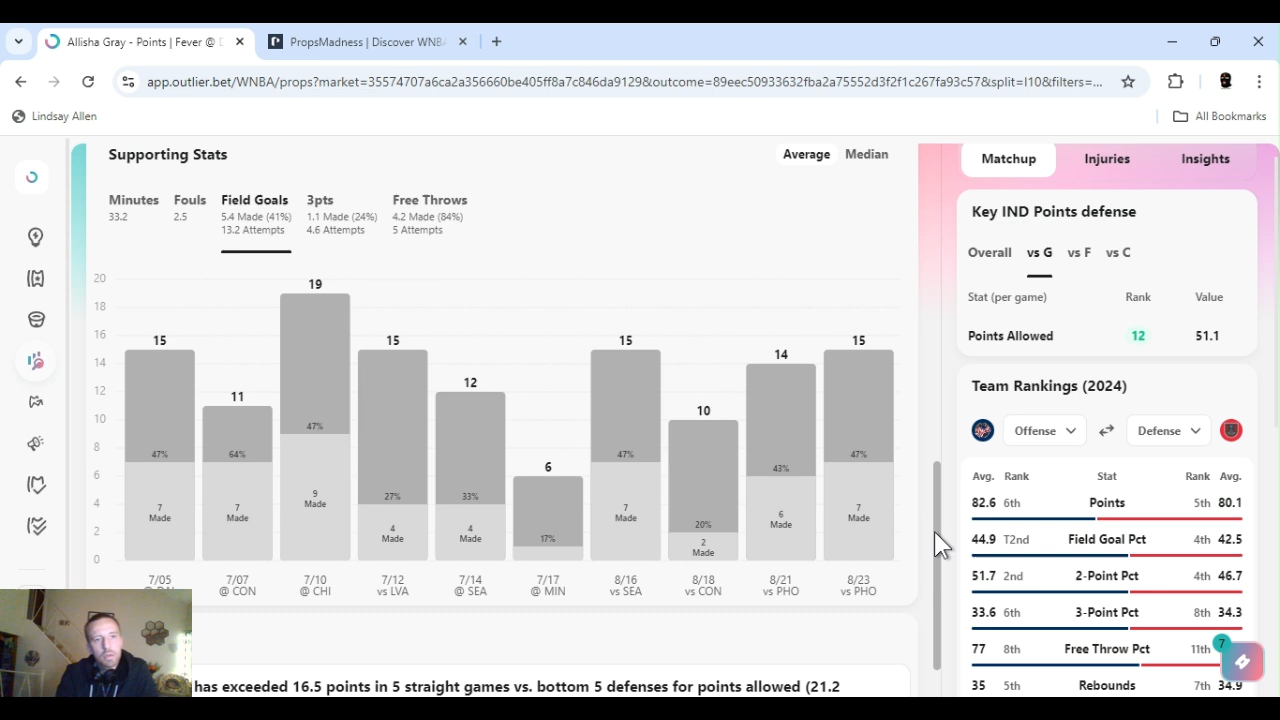 Allisha Gray - Points | Fever @ D
PropsMadness | Discover WNB
app.outlier.bet/WNBA/props?market=35574707a6ca2a356660be405ff8a7c846da9129&outcome=89eec50933632fba2a75552d3f2f1c267fa93c57&split=l10&filters=...
Lindsay Allen
All Bookmarks
Supporting Stats
Average
Median
Minutes
33.2
Fouls
2.5
Field Goals
5.4 Made (41%)
13.2 Attempts
3pts
1.1 Made (24%)
4.6 Attempts
Free Throws
4.2 Made (84%)
5 Attempts
20
18
16
14
12
10
8
6
4
2
0
15
47%
7
Made
7/05
11
64%
7
Made
7/07
@ CON
19
47%
9
Made
7/10
@ CHI
15
27%
4
Made
7/12
vs LVA
12
33%
4
Made
7/14
@ SEA
6
17%
7/17
@ MIN
15
47%
7
Made
8/16
vs SEA
10
20%
2
Made
8/18
vs CON
14
43%
6
Made
8/21
vs PHO
15
47%
7
Made
8/23
vs PHO
has exceeded 16.5 points in 5 straight games vs. bottom 5 defenses for points allowed (21.2
Matchup
Injuries
Insights
Key IND Points defense
Overall
vs G
vs F
vs C
Stat (per game)
Rank
Value
Points Allowed
12
51.1
Team Rankings (2024)
Offense
Defense
Avg. Rank Stat Rank Avg.
82.6 6th Points 5th 80.1
44.9 T2nd Field Goal Pct 4th 42.5
51.7 2nd 2-Point Pct 4th 46.7
33.6 6th 3-Point Pct 8th 34.3
77 8th Free Throw Pct 11th
7
35 5th Rebounds 7th 34.9